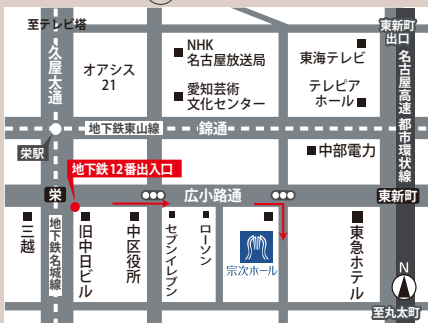 至テレビ塔
久屋大通
オアシス
21
NHK
名古屋放送局
愛知芸術
文化センター
東海テレビ
テレピア
ホール
東新町
出口
名古屋高速 都市環状線
地下鉄東山線
錦通
栄駅
中部電力
地下鉄12番出入口
栄
広小路通
東新町
三越
地下鉄名城線
旧中日ビル
中区役所
セブンイレブン
ローソン
宗次ホール
東急ホテル
N
至丸太町